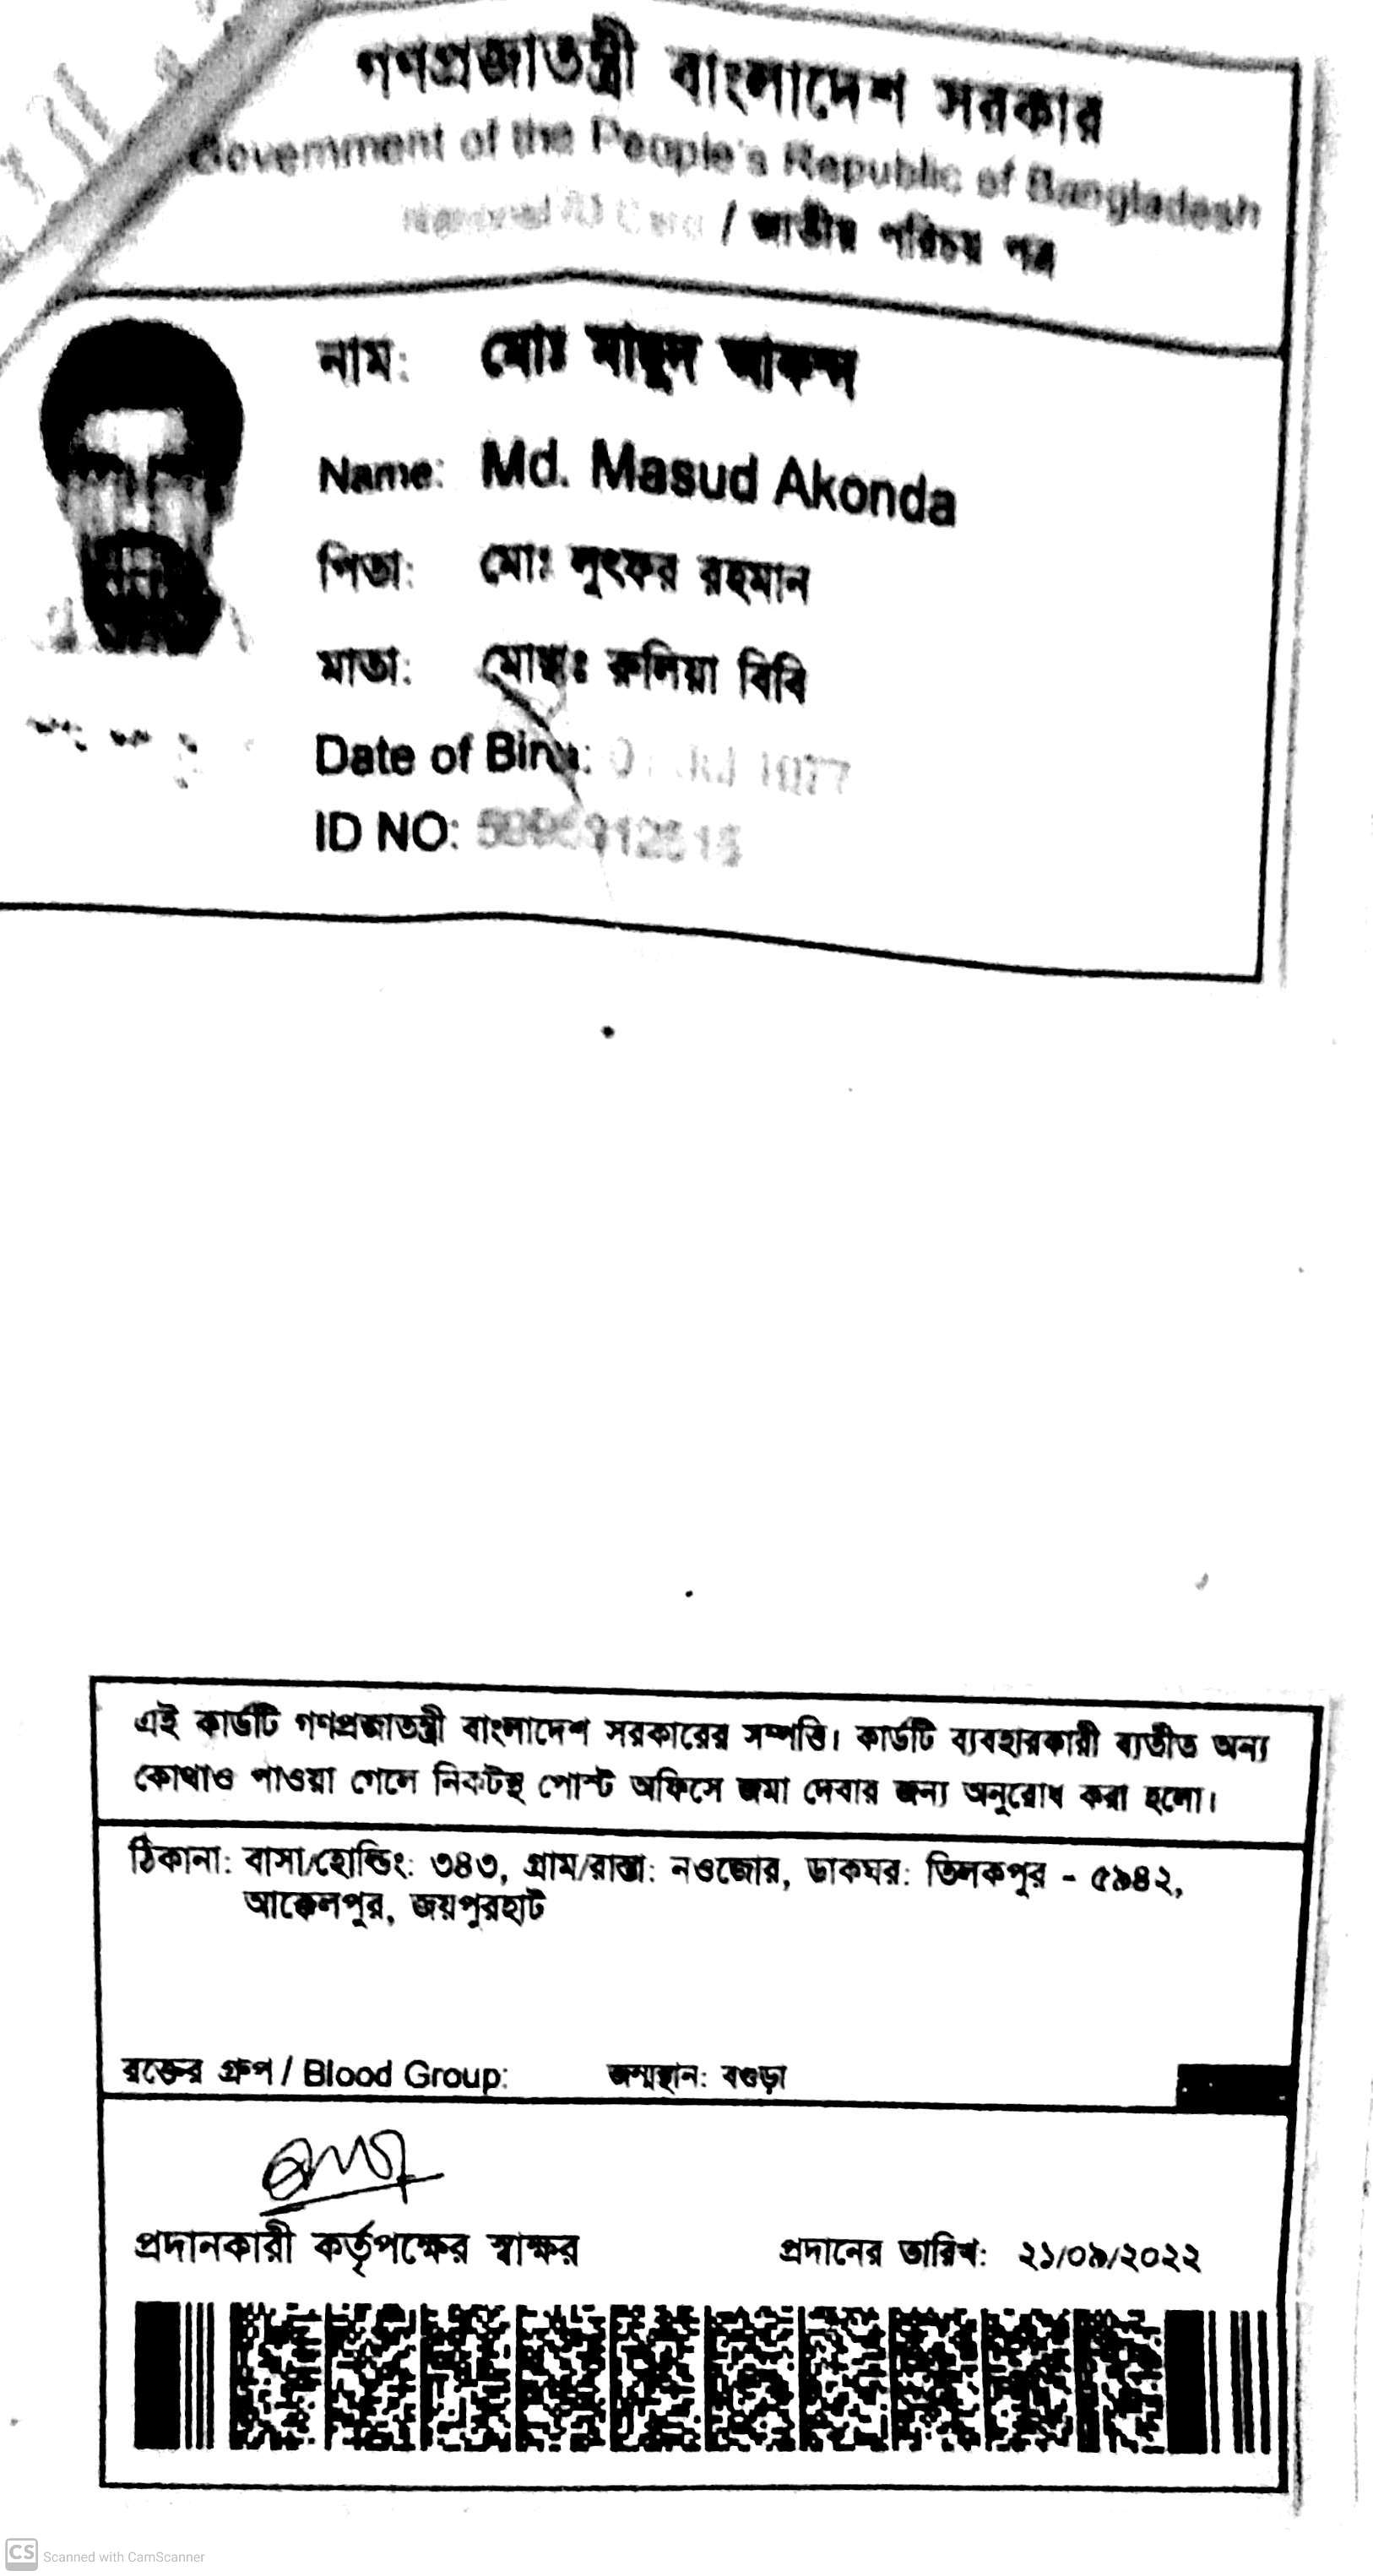 গণপ্রজাতন্ত্রী বাংলাদেশ সরকার
Government of the People's Republic of Bangladesh
/ জাতীয় পরিচয় পত্র
নাম: মোঃ মাসুদ আকন্দ
Name: Md. Masud Akonda
পিতা: মোঃ লুৎফর রহমান
মাতা: মোছাঃ রুলিয়া বিবি
Date of Birth:
ID NO:
এই কার্ডটি গণপ্রজাতন্ত্রী বাংলাদেশ সরকারের সম্পত্তি। কার্ডটি ব্যবহারকারী ব্যতীত অন্য
কোথাও পাওয়া গেলে নিকটস্থ পোস্ট অফিসে জমা দেবার জন্য অনুরোধ করা হলো।
ঠিকানা: বাসা/হোল্ডিং: ৩৪৩, গ্রাম/রাস্তা: নওজোর, ডাকঘর: তিলকপুর - ৫৯৪২,
আক্কেলপুর, জয়পুরহাট
রক্তের গ্রুপ / Blood Group: জন্মস্থান: বগুড়া
প্রদানকারী কর্তৃপক্ষের স্বাক্ষর প্রদানের তারিখ: ২১/০৯/২০২২
CS Scanned with CamScanner